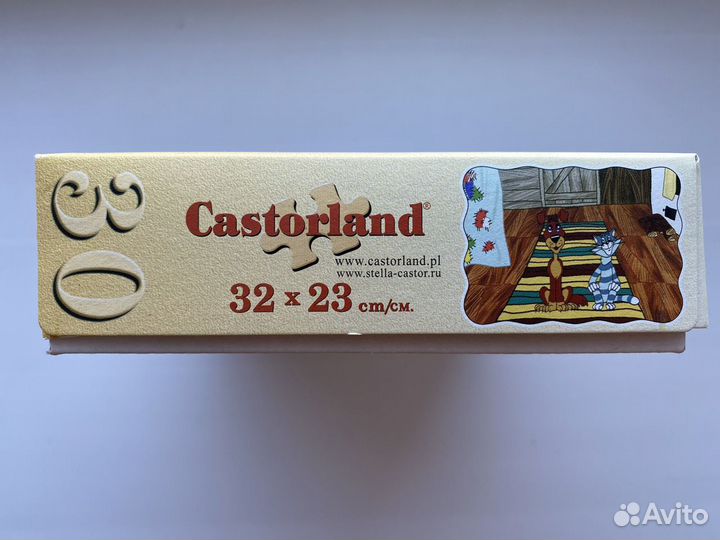 30
Castorland®
www.castorland.pl
www.stella-castor.ru
32 x 23 cm/см.
Avito